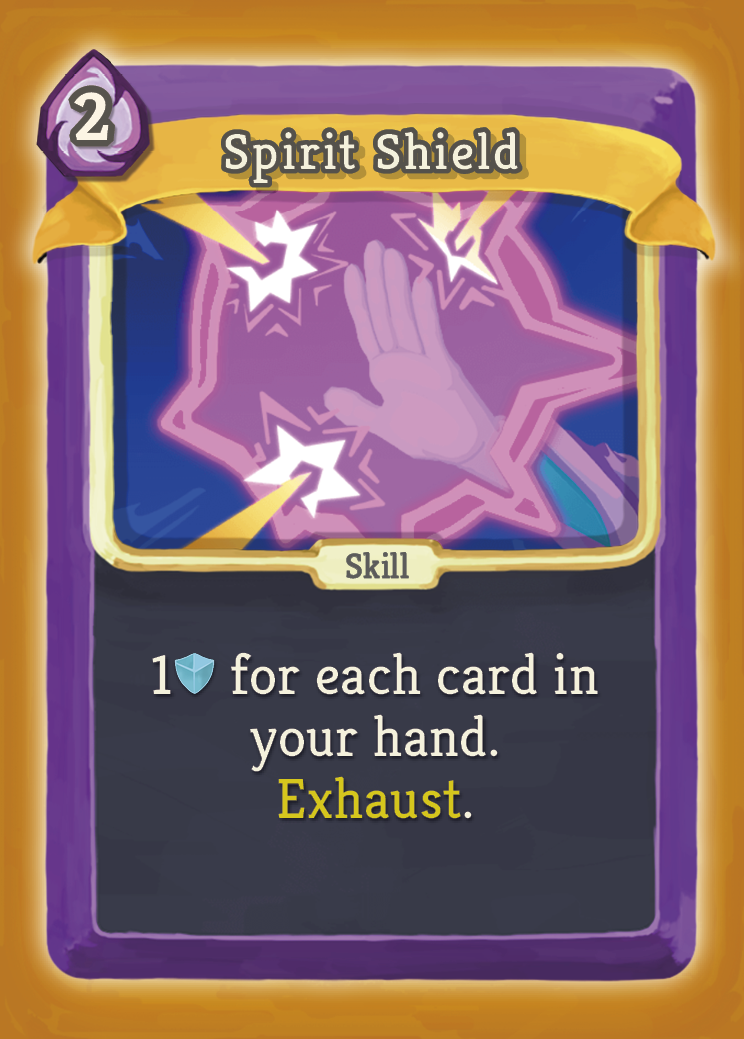 2
Spirit Shield
Skill
1 for each card in
your hand.
Exhaust.